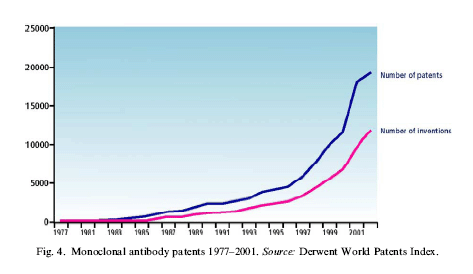 25000
20000
15000
10000
5000
0
Number of patents
Number of inventions
1977 1981 1983 1985 1987 1989 1991 1993 1995 1997 1999 2001
Fig. 4. Monoclonal antibody patents 1977–2001. Source: Derwent World Patents Index.